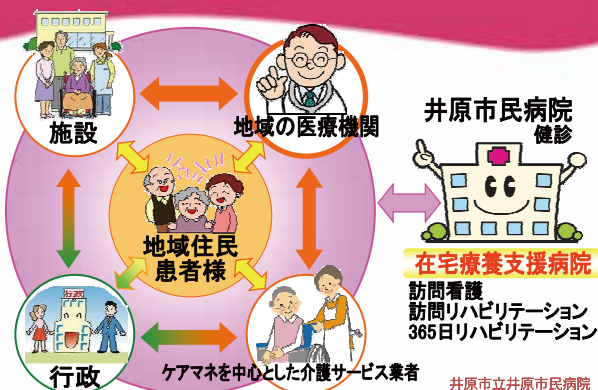 施設
地域の医療機関
井原市民病院
健診
地域住民
患者様
在宅療養支援病院
訪問看護
訪問リハビリテーション
365日リハビリテーション
行政
行政
ケアマネを中心とした介護サービス業者
井原市立井原市民病院